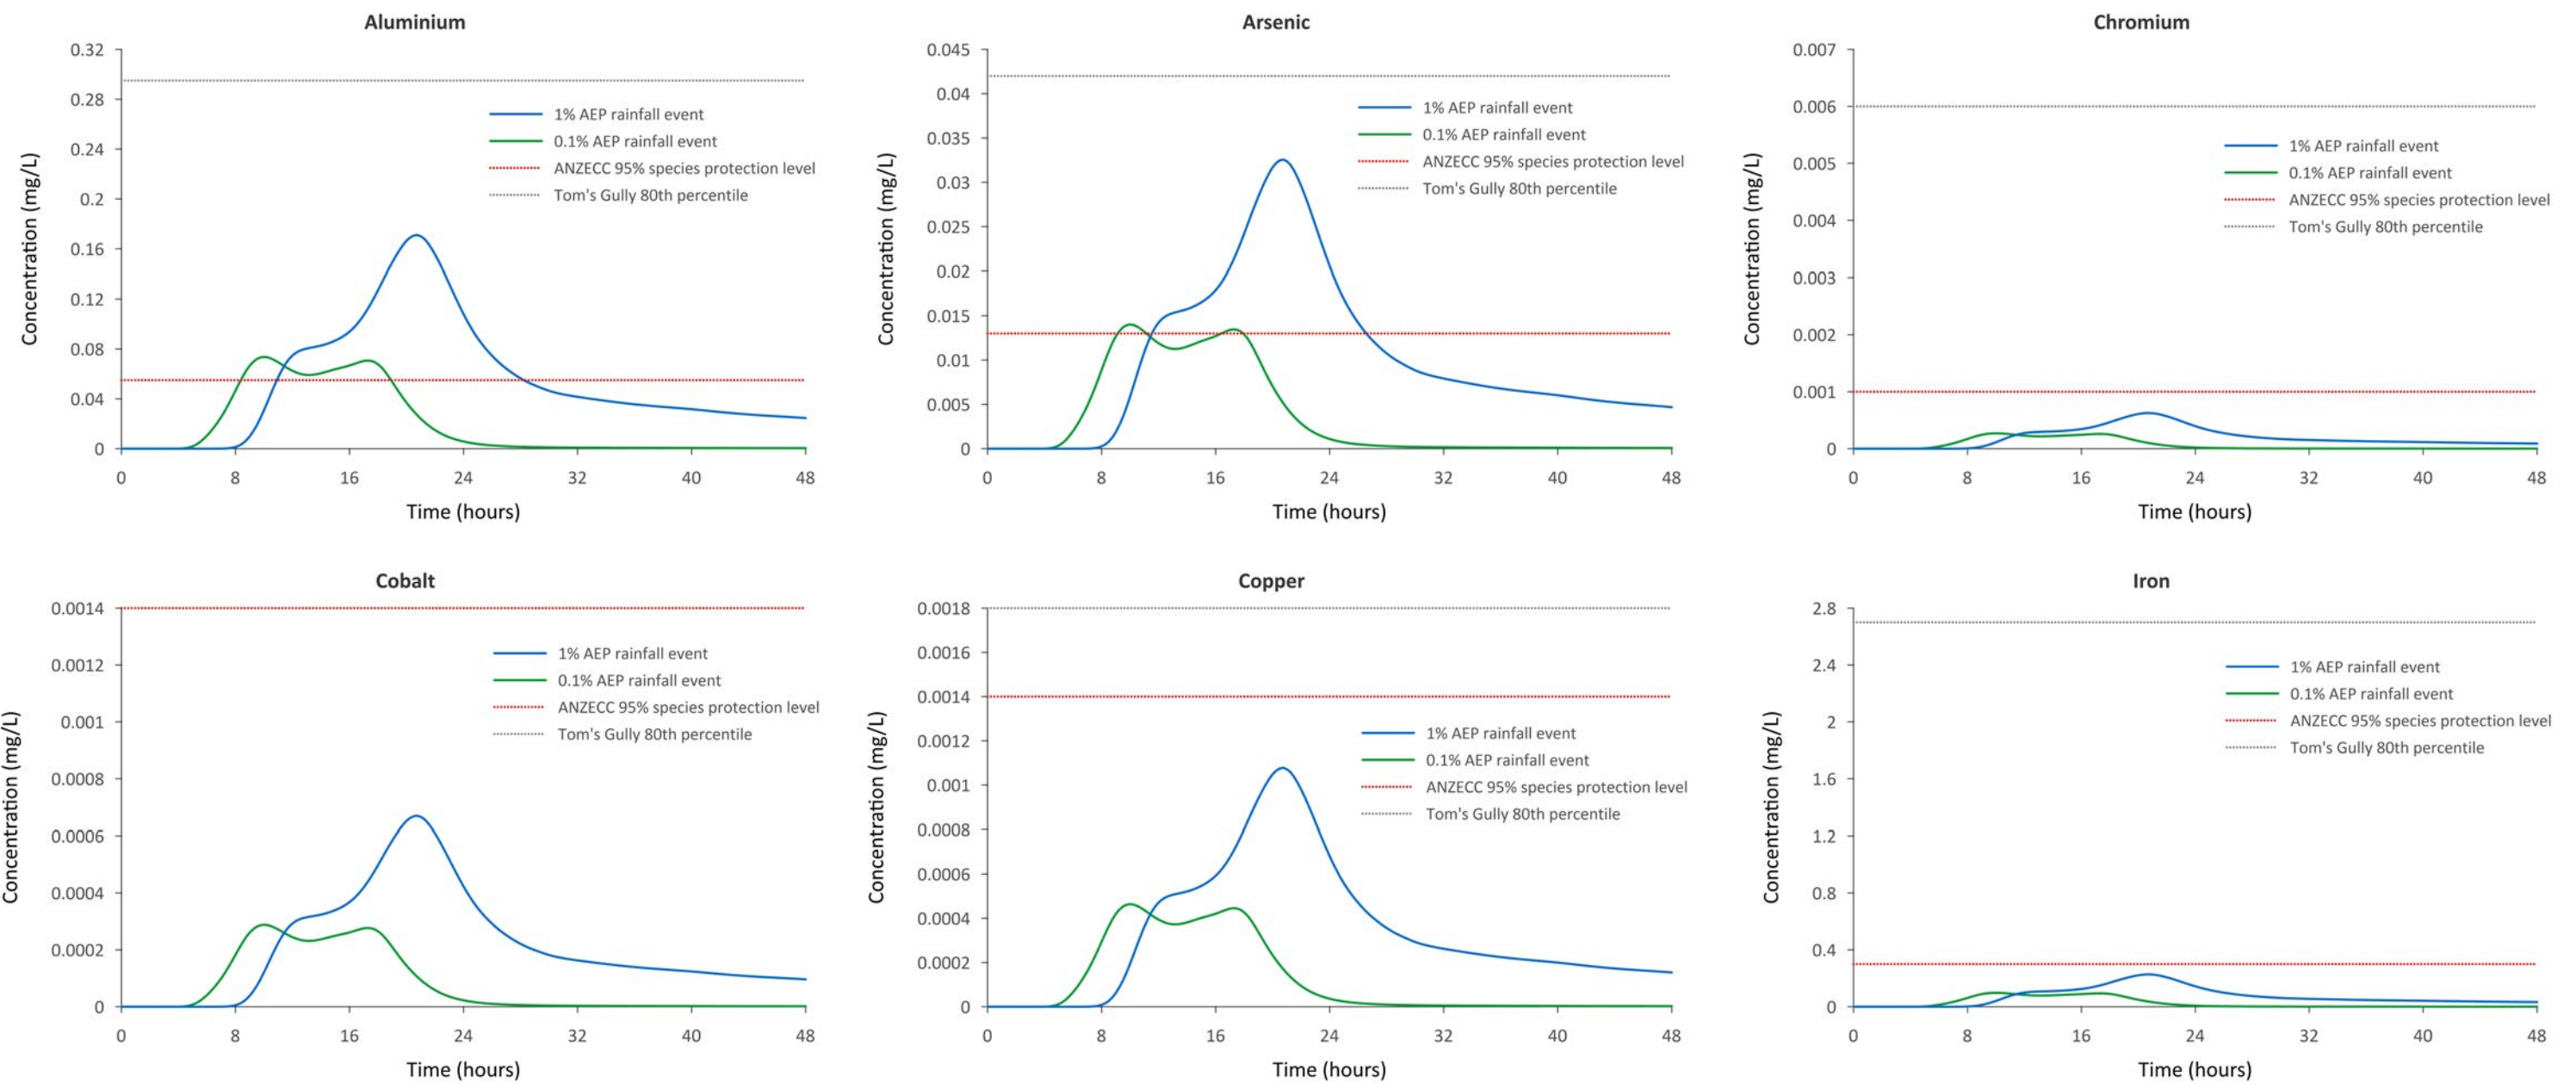 Aluminium
Concentration (mg/L)
0.32
0.28
0.24
0.2
0.16
0.12
0.08
0.04
0
1% AEP rainfall event
0.1% AEP rainfall event
ANZECC 95% species protection level
Tom's Gully 80th percentile
0 8 16 24 32 40 48
Time (hours)
Arsenic
Concentration (mg/L)
0.045
0.04
0.035
0.03
0.025
0.02
0.015
0.01
0.005
0
1% AEP rainfall event
0.1% AEP rainfall event
ANZECC 95% species protection level
Tom's Gully 80th percentile
0 8 16 24 32 40 48
Time (hours)
Chromium
Concentration (mg/L)
0.007
0.006
0.005
0.004
0.003
0.002
0.001
0
1% AEP rainfall event
0.1% AEP rainfall event
ANZECC 95% species protection level
Tom's Gully 80th percentile
0 8 16 24 32 40 48
Time (hours)
Cobalt
Concentration (mg/L)
0.0014
0.0012
0.001
0.0008
0.0006
0.0004
0.0002
0
1% AEP rainfall event
0.1% AEP rainfall event
ANZECC 95% species protection level
Tom's Gully 80th percentile
0 8 16 24 32 40 48
Time (hours)
Copper
Concentration (mg/L)
0.0018
0.0016
0.0014
0.0012
0.001
0.0008
0.0006
0.0004
0.0002
0
1% AEP rainfall event
0.1% AEP rainfall event
ANZECC 95% species protection level
Tom's Gully 80th percentile
0 8 16 24 32 40 48
Time (hours)
Iron
Concentration (mg/L)
2.8
2.4
2
1.6
1.2
0.8
0.4
0
1% AEP rainfall event
0.1% AEP rainfall event
ANZECC 95% species protection level
Tom's Gully 80th percentile
0 8 16 24 32 40 48
Time (hours)